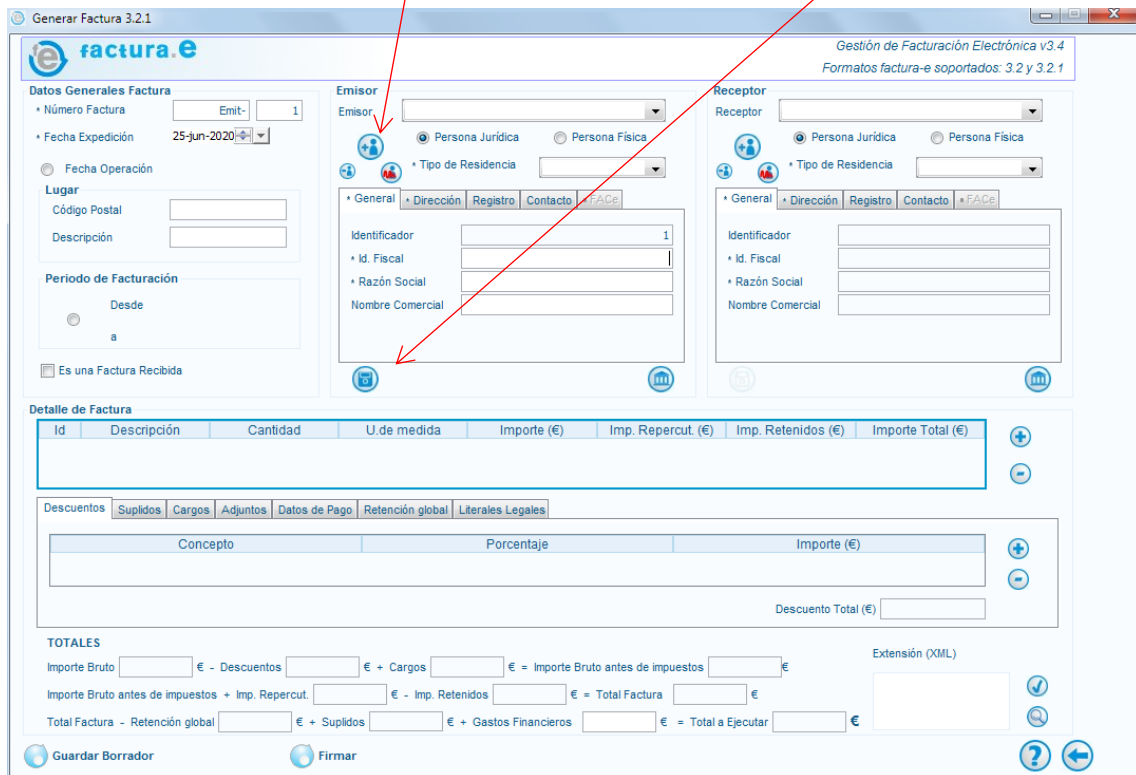 Generar Factura 3.2.1
factura.e
Gestión de Facturación Electrónica v3.4
Formatos factura-e soportados: 3.2 y 3.2.1
Datos Generales Factura
* Número Factura Emit- 1
* Fecha Expedición 25-jun-2020
Fecha Operación
Lugar
Código Postal
Descripción
Periodo de Facturación
Desde
a
Es una Factura Recibida
Emisor
Emisor
Persona Jurídica Persona Física
* Tipo de Residencia
* General * Dirección Registro Contacto * FACe
Identificador 1
* Id. Fiscal
* Razón Social
Nombre Comercial
Receptor
Receptor
Persona Jurídica Persona Física
* Tipo de Residencia
* General * Dirección Registro Contacto * FACe
Identificador
* Id. Fiscal
* Razón Social
Nombre Comercial
Detalle de Factura
Id Descripción Cantidad U.de medida Importe (€) Imp. Repercut. (€) Imp. Retenidos (€) Importe Total (€)
Descuentos Suplidos Cargos Adjuntos Datos de Pago Retención global Literales Legales
Concepto Porcentaje Importe (€)
Descuento Total (€)
TOTALES
Importe Bruto € - Descuentos € + Cargos € = Importe Bruto antes de impuestos €
Importe Bruto antes de impuestos + Imp. Repercut. € - Imp. Retenidos € = Total Factura €
Total Factura - Retención global € + Suplidos € + Gastos Financieros € = Total a Ejecutar €
Extensión (XML)
Guardar Borrador Firmar